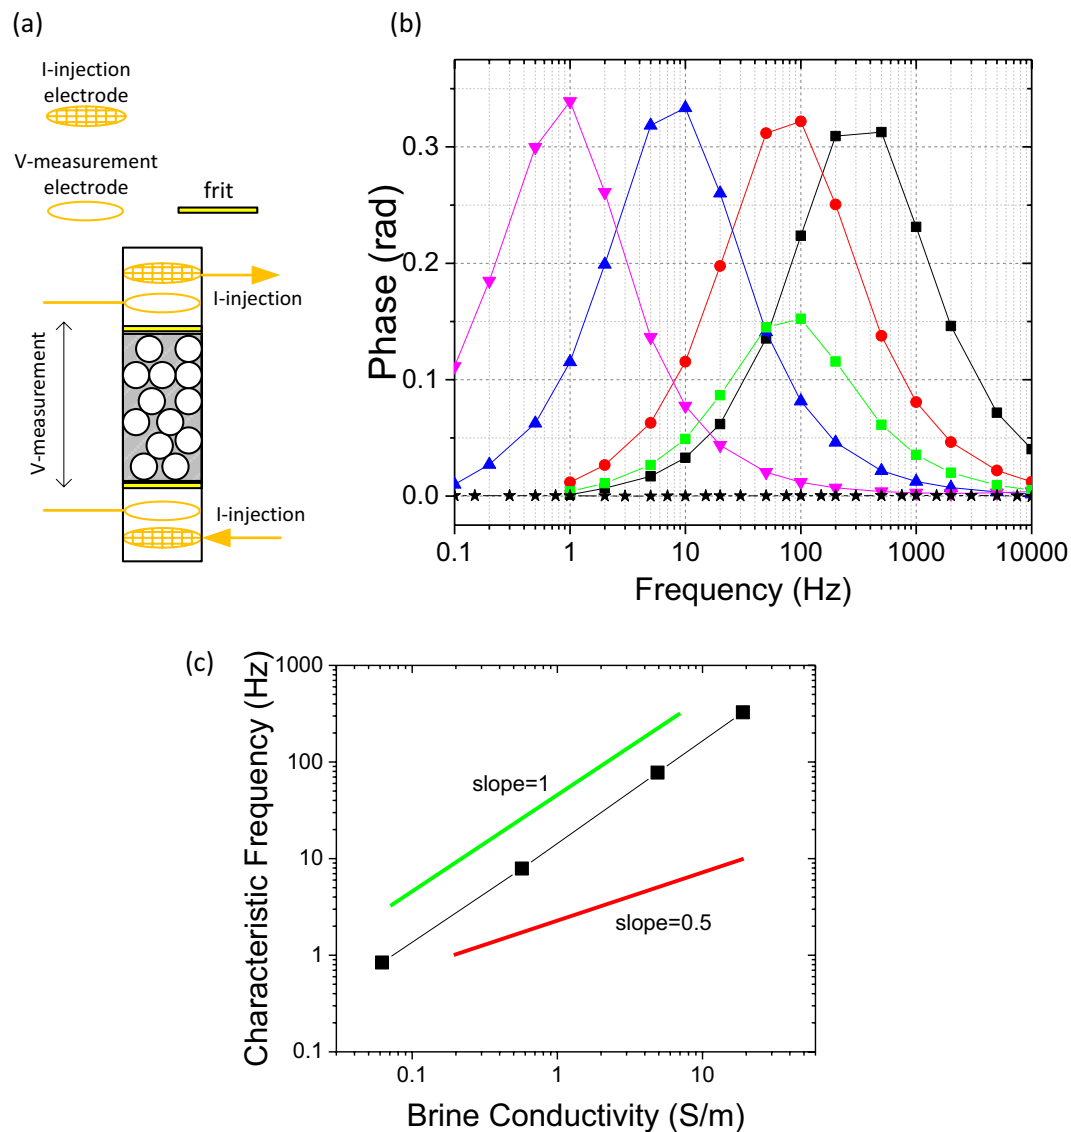 (a)
I-injection
electrode
V-measurement
electrode
frit
I-injection
V-measurement
I-injection
(b)
Phase (rad)
0.3
0.2
0.1
0.0
0.1
1
10
100
1000
10000
Frequency (Hz)
(c)
Characteristic Frequency (Hz)
1000
100
10
1
0.1
slope=1
slope=0.5
0.1
1
10
Brine Conductivity (S/m)